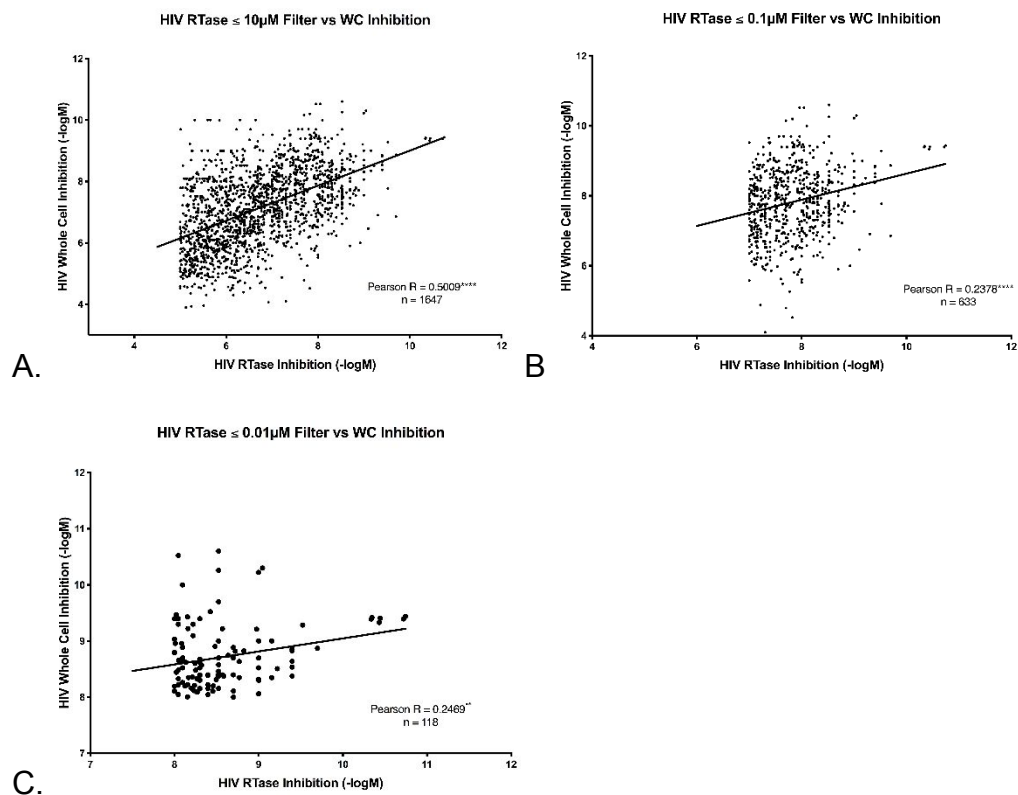 HIV RTase ≤ 10µM Filter vs WC Inhibition
HIV Whole Cell Inhibition (-logM)
12
10
8
6
4
4
6
8
10
12
Pearson R = 0.5009****
n = 1647
HIV RTase Inhibition (-logM)
A.
HIV RTase ≤ 0.1µM Filter vs WC Inhibition
HIV Whole Cell Inhibition (-logM)
12
10
8
6
4
4
6
8
10
12
Pearson R = 0.2378****
n = 633
HIV RTase Inhibition (-logM)
B
HIV RTase ≤ 0.01µM Filter vs WC Inhibition
HIV Whole Cell Inhibition (-logM)
12
11
10
9
8
7
7
8
9
10
11
12
Pearson R = 0.2469**
n = 118
HIV RTase Inhibition (-logM)
C.